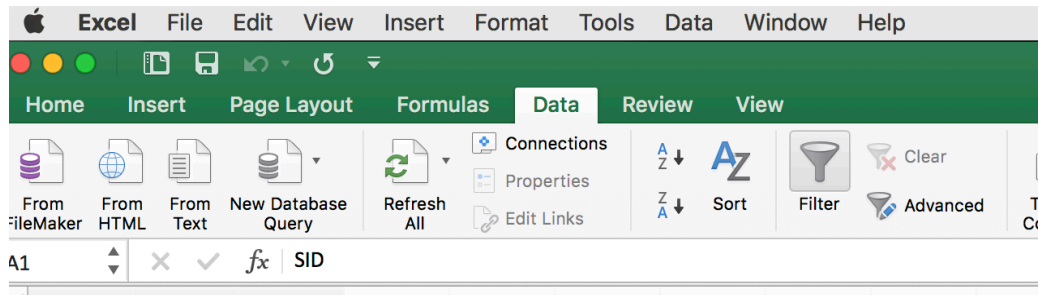 Excel File Edit View Insert Format Tools Data Window Help
Home Insert Page Layout Formulas Data Review View
Connections
Properties
Edit Links
A
Z
Z
A
AZ
Clear
Advanced
From HTML
From Text
New Database Query
Refresh All
Sort
Filter
From FileMaker
A1 fx SID